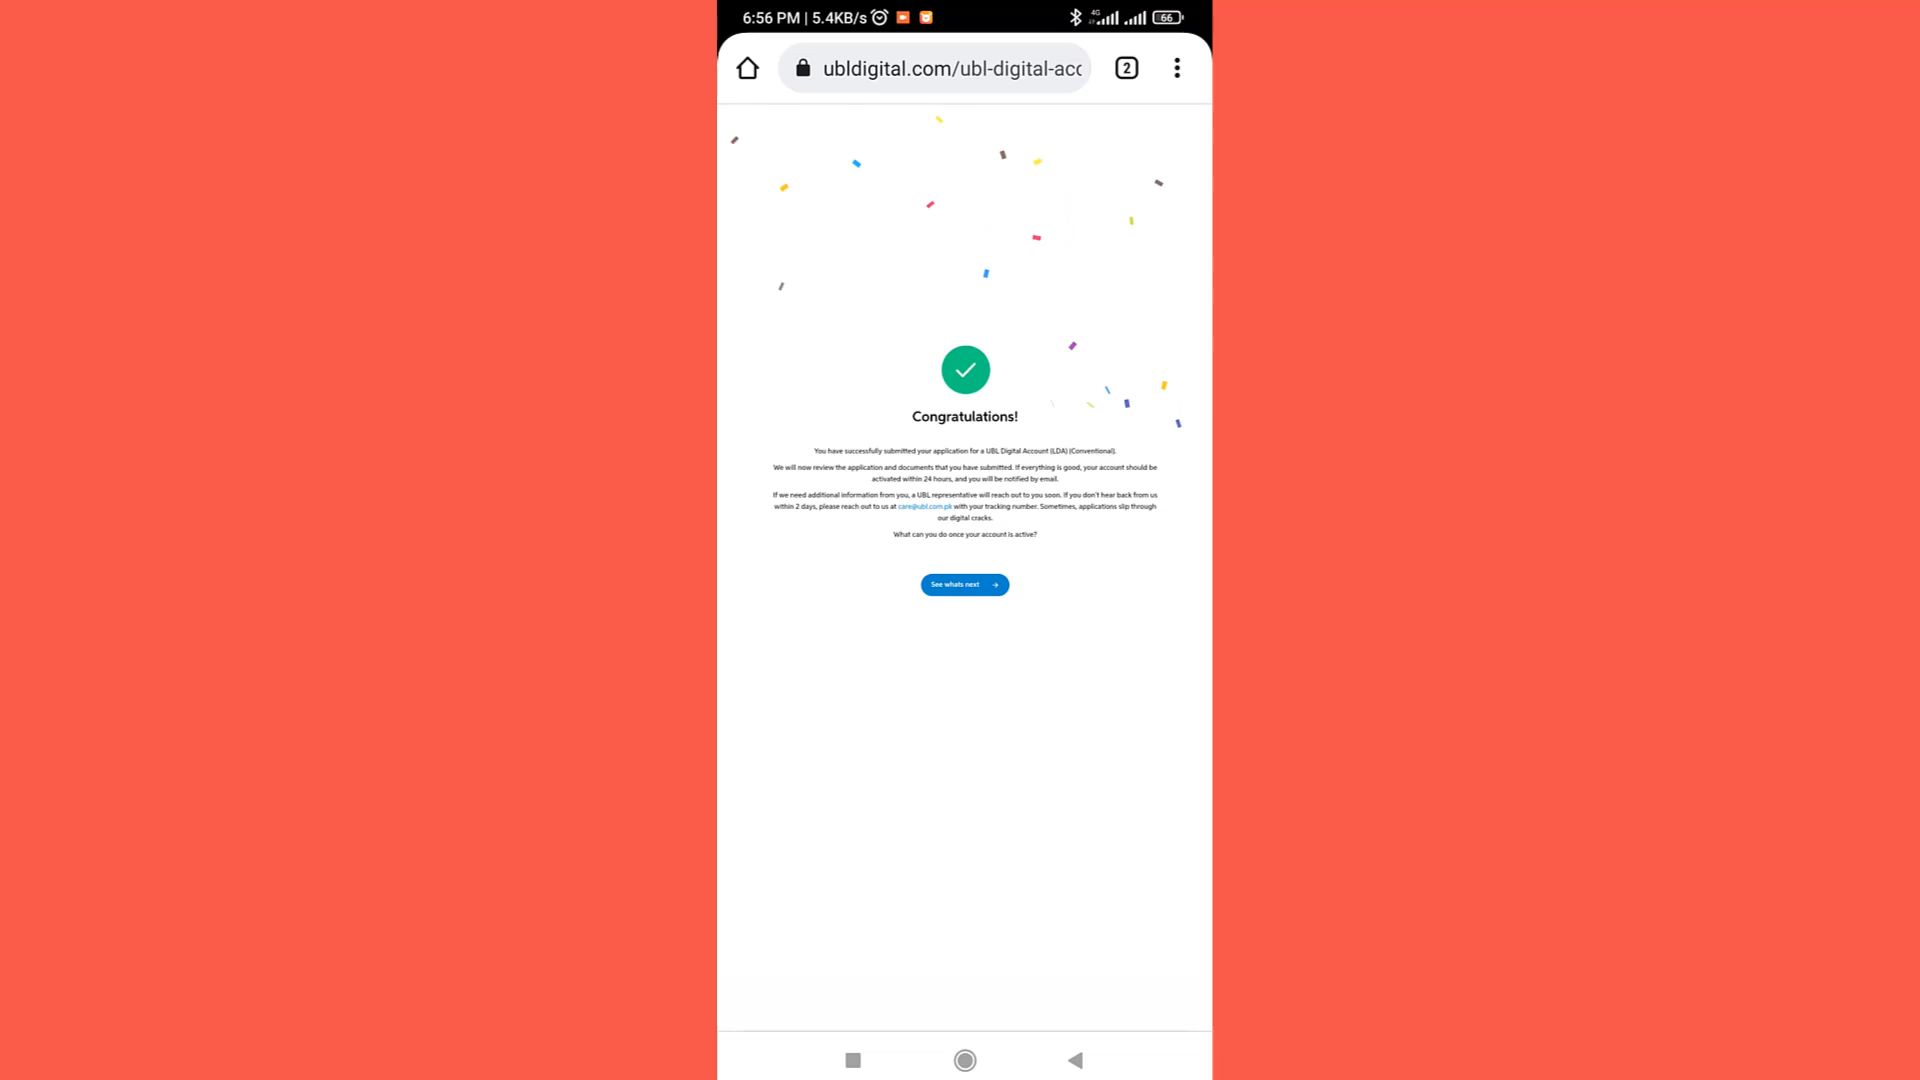 6:56 PM | 5.4KB/s 4G 66
ubldigital.com/ubl-digital-acc 2
Congratulations!
You have successfully submitted your application for a UBL Digital Account (LDA) (Conventional).
We will now review the application and documents that you have submitted. If everything is good, your account should be
activated within 24 hours, and you will be notified by email.
If we need additional information from you, a UBL representative will reach out to you soon. If you don't hear back from us
within 2 days, please reach out to us at care@ubl.com.pk with your tracking number. Sometimes, applications slip through
our digital cracks.
What can you do once your account is active?
See whats next